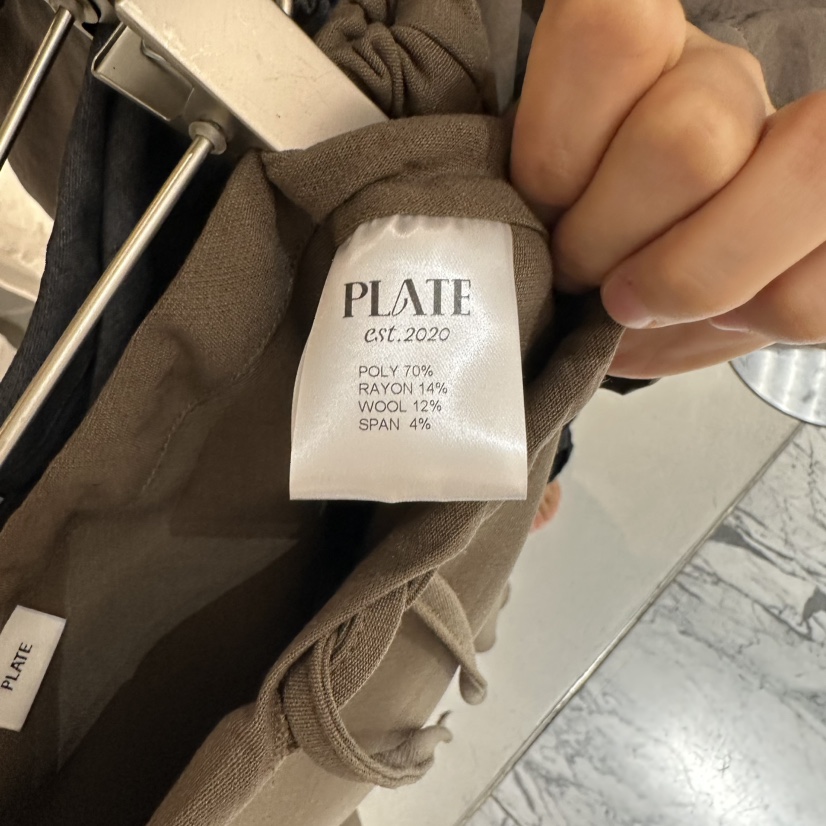 PLATE
est.2020
POLY 70%
RAYON 14%
WOOL 12%
SPAN 4%
PLATE